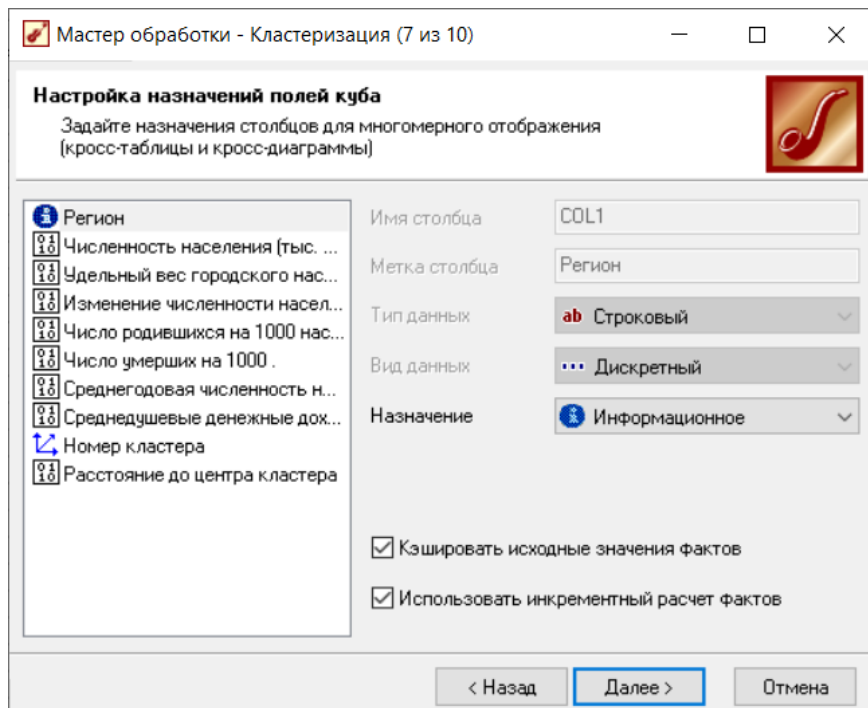 Мастер обработки - Кластеризация (7 из 10)
Настройка назначений полей куба
Задайте назначения столбцов для многомерного отображения
(кросс-таблицы и кросс-диаграммы)
Регион
Численность населения (тыс. ...
Удельный вес городского нас...
Изменение численности насел...
Число родившихся на 1000 нас...
Число умерших на 1000 .
Среднегодовая численность н...
Среднедушевые денежные дох...
Номер кластера
Расстояние до центра кластера
Имя столбца COL1
Метка столбца Регион
Тип данных ab Строковый
Вид данных Дискретный
Назначение Информационное
Кэшировать исходные значения фактов
Использовать инкрементный расчет фактов
< Назад Далее > Отмена